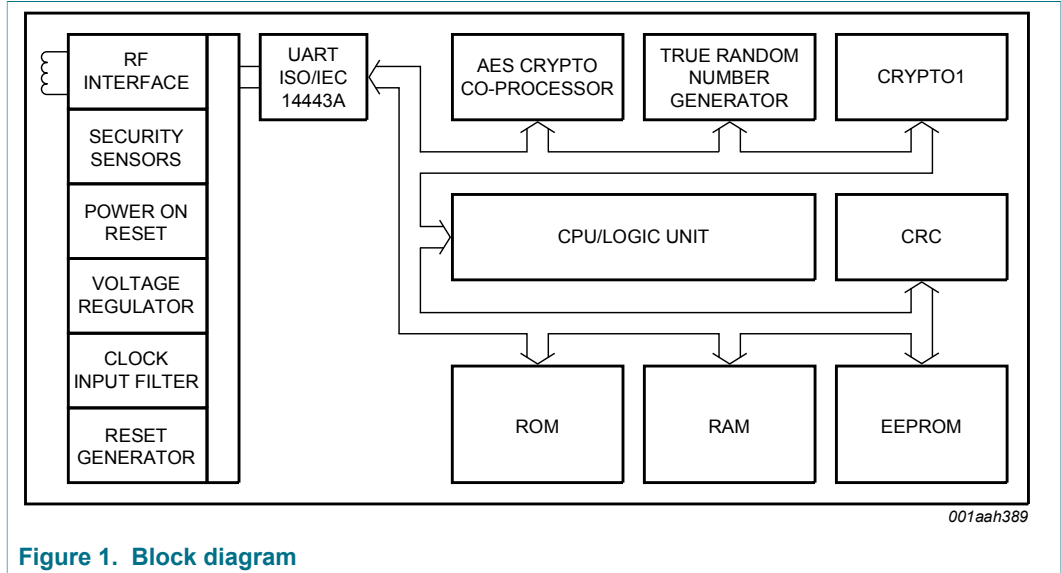 RF
INTERFACE
SECURITY
SENSORS
POWER ON
RESET
VOLTAGE
REGULATOR
CLOCK
INPUT FILTER
RESET
GENERATOR
UART
ISO/IEC
14443A
AES CRYPTO
CO-PROCESSOR
TRUE RANDOM
NUMBER
GENERATOR
CRYPTO1
CPU/LOGIC UNIT
CRC
ROM
RAM
EEPROM
001aah389
Figure 1. Block diagram